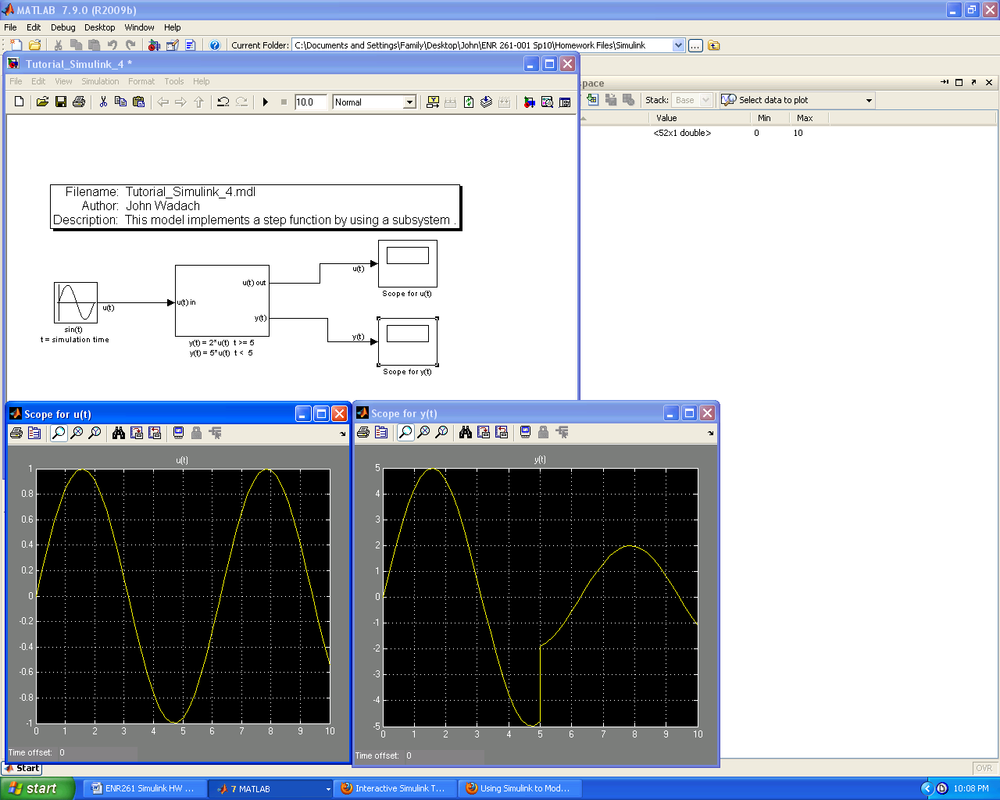 MATLAB 7.9.0 (R2009b)
File Edit Debug Desktop Window Help
Current Folder: C:\Documents and Settings\Family\Desktop\John\ENR 261-001 Sp10\Homework Files\Simulink
Tutorial_Simulink_4 *
File Edit View Simulation Format Tools Help
10.0 Normal
pace
Stack: Base Select data to plot
Value Min Max
<52x1 double> 0 10
Filename: Tutorial_Simulink_4.mdl
Author: John Wadach
Description: This model implements a step function by using a subsystem .
u(t)
Scope for u(t)
u(t) out
u(t) in
y(t)
u(t)
sin(t)
t = simulation time
y(t) = 2*u(t) t >= 5
y(t) = 5*u(t) t < 5
y(t)
Scope for y(t)
Scope for u(t)
u(t)
1
0.8
0.6
0.4
0.2
0
-0.2
-0.4
-0.6
-0.8
-1
0 1 2 3 4 5 6 7 8 9 10
Time offset: 0
Scope for y(t)
y(t)
5
4
3
2
1
0
-1
-2
-3
-4
-5
0 1 2 3 4 5 6 7 8 9 10
Time offset: 0
Start
OVR
start ENR261 Simulink HW ... 7 MATLAB Interactive Simulink T... Using Simulink to Mod... 10:08 PM